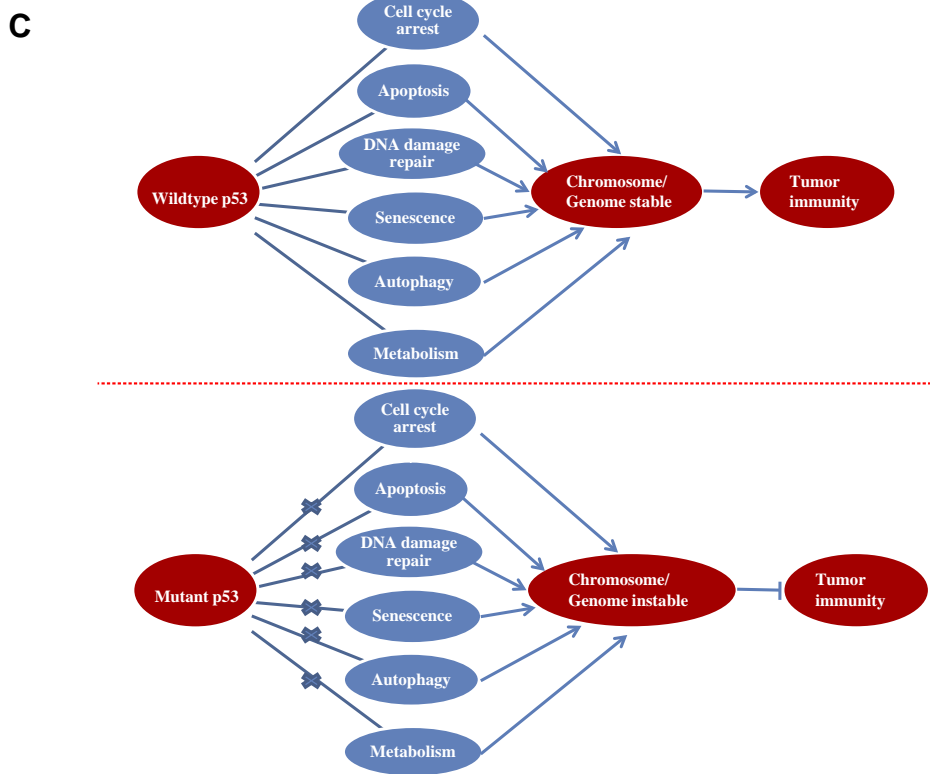 C
Cell cycle
arrest
Apoptosis
DNA damage
repair
Wildtype p53
Senescence
Autophagy
Metabolism
Chromosome/
Genome stable
Tumor
immunity
Cell cycle
arrest
Apoptosis
DNA damage
repair
Mutant p53
Senescence
Autophagy
Metabolism
Chromosome/
Genome instable
Tumor
immunity